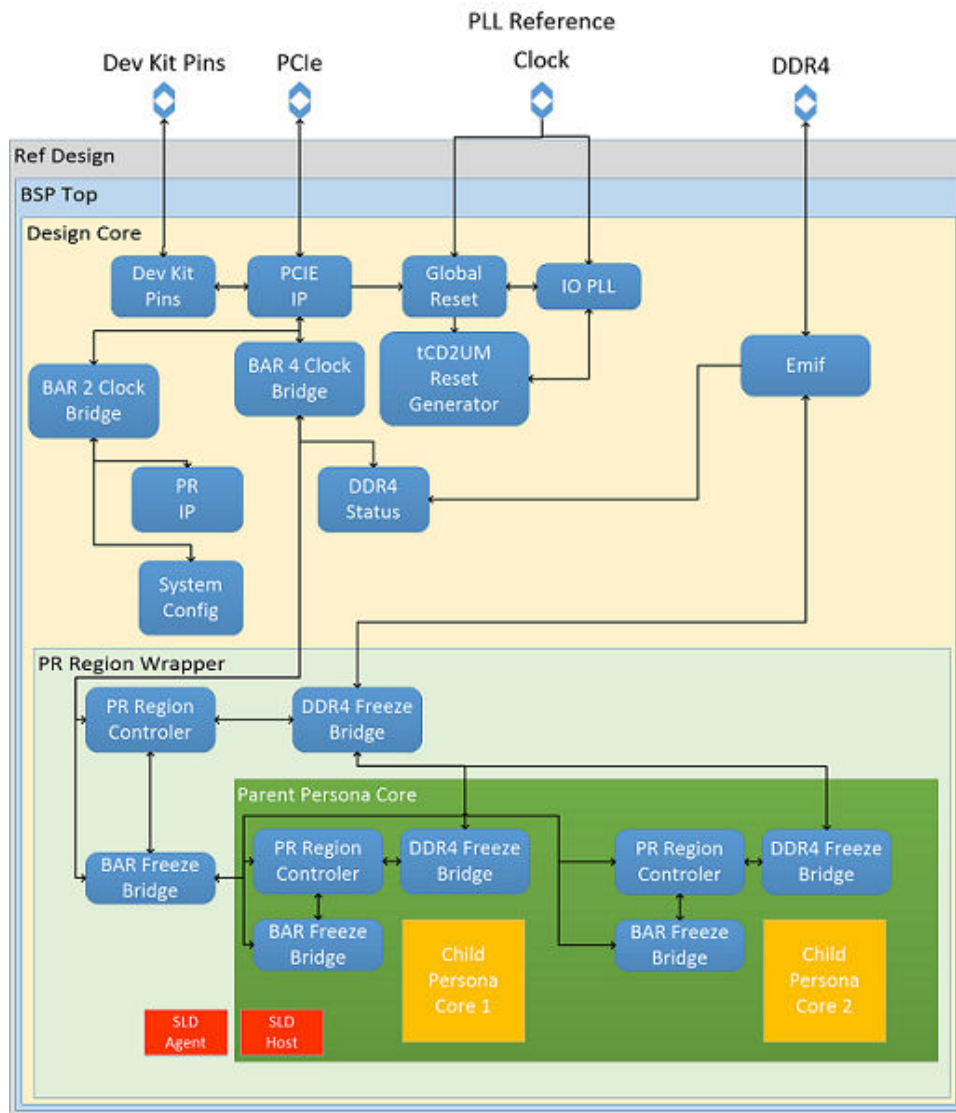 PLL Reference
Clock
Dev Kit Pins
PCIe
DDR4
Ref Design
BSP Top
Design Core
Dev Kit
Pins
PCIE
IP
Global
Reset
IO PLL
BAR 2 Clock
Bridge
BAR 4 Clock
Bridge
tCD2UM
Reset
Generator
Emif
PR
IP
DDR4
Status
System
Config
PR Region Wrapper
PR Region
Controler
DDR4 Freeze
Bridge
Parent Persona Core
BAR Freeze
Bridge
PR Region
Controler
DDR4 Freeze
Bridge
PR Region
Controler
DDR4 Freeze
Bridge
BAR Freeze
Bridge
Child
Persona
Core 1
BAR Freeze
Bridge
Child
Persona
Core 2
SLD
Agent
SLD
Host